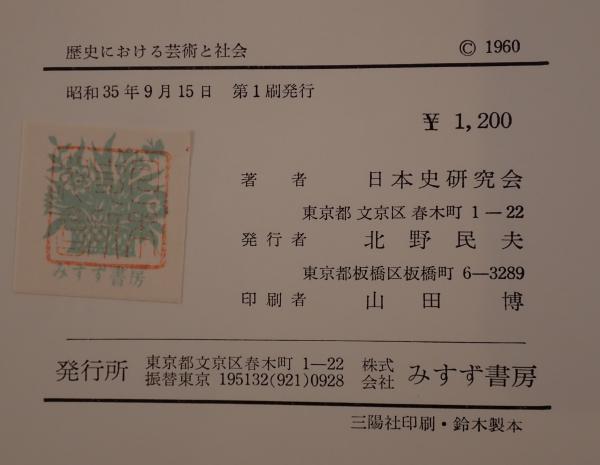 歴史における芸術と社会 © 1960
昭和35年9月15日 第1刷発行
¥ 1,200
著者 日本史研究会
東京都文京区春木町 1—22
発行者 北野民夫
東京都板橋区板橋町 6—3289
印刷者 山田博
発行所 東京都文京区春木町 1—22 株式会社 みすず書房
振替東京 195132(921)0928
三陽社印刷・鈴木製本
みすず書房